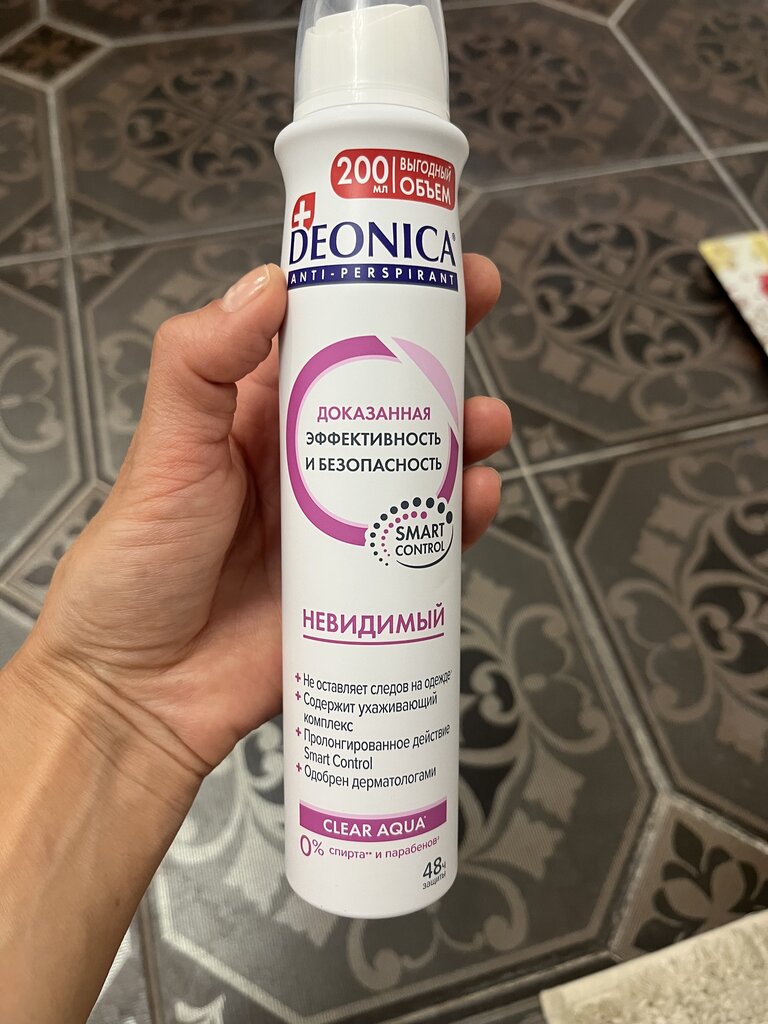 200 мл ВЫГОДНЫЙ ОБЪЕМ
DEONICA®
ANTI-PERSPIRANT
ДОКАЗАННАЯ
ЭФФЕКТИВНОСТЬ
И БЕЗОПАСНОСТЬ
SMART
CONTROL
НЕВИДИМЫЙ
+ Не оставляет следов на одежде
+ Содержит ухаживающий
комплекс
+ Пролонгированное действие
Smart Control
+ Одобрен дерматологами
CLEAR AQUA*
0% спирта** и парабенов
48ч
защиты